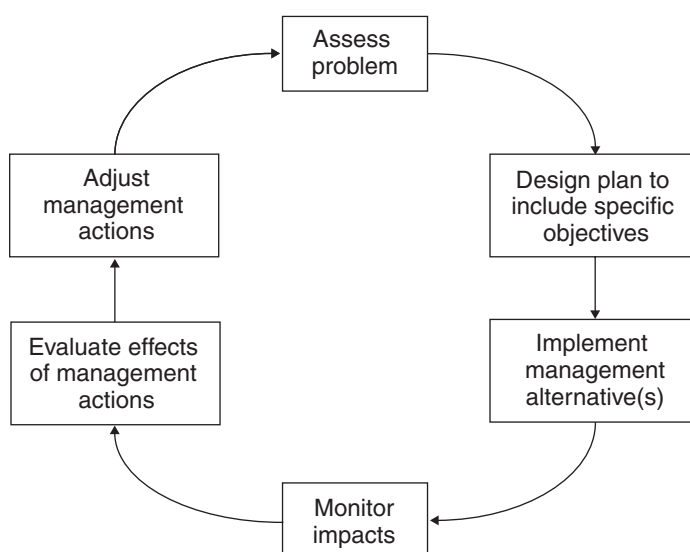 Assess
problem
Design plan to
include specific
objectives
Implement
management
alternative(s)
Monitor
impacts
Evaluate effects
of management
actions
Adjust
management
actions